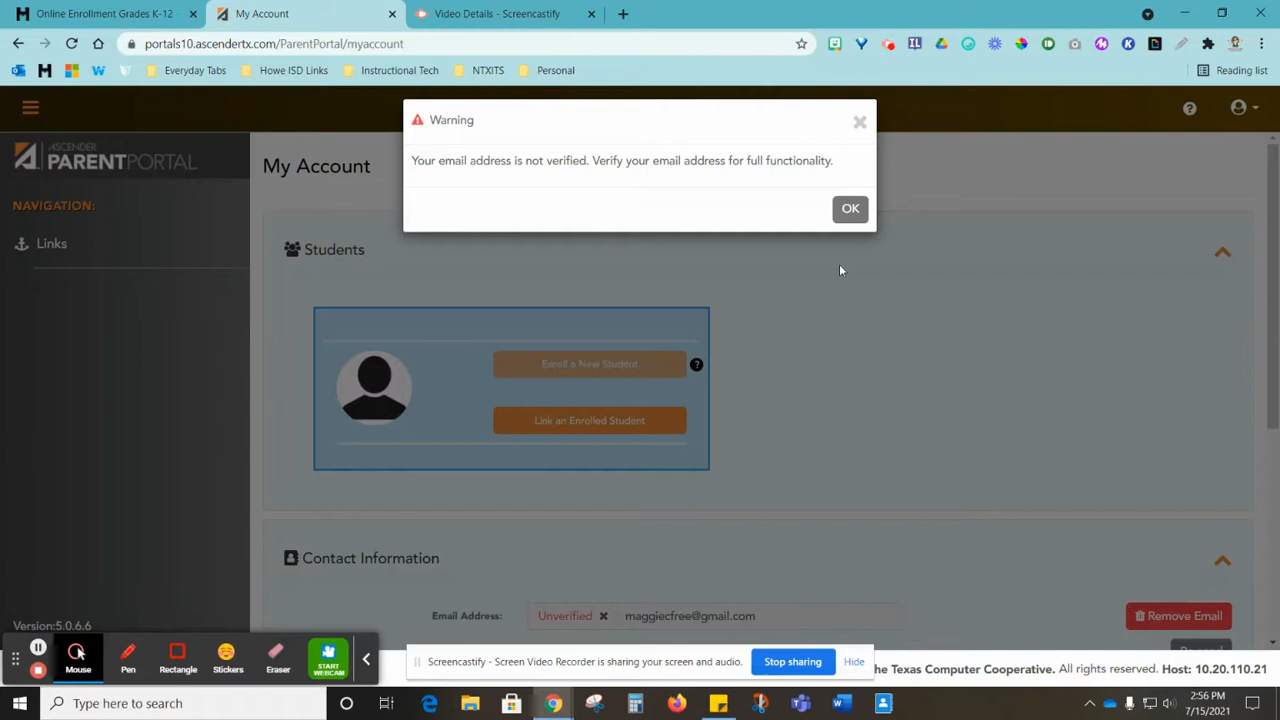 Online Enrollment Grades K-12 -
My Account
Video Details - Screencastify
portals10.ascendertx.com/ParentPortal/myaccount
Everyday Tabs
Howe ISD Links
Instructional Tech
NTXITS
Personal
Reading list
Warning
Your email address is not verified. Verify your email address for full functionality.
OK
ASCENDER
PARENTPORTAL
My Account
NAVIGATION:
Links
Students
Enroll a New Student
?
Link an Enrolled Student
Contact Information
Email Address:
Unverified
maggiecfree@gmail.com
Remove Email
Version:5.0.6.6
Mouse
Pen
Rectangle
Stickers
Eraser
START
WEBCAM
Screencastify - Screen Video Recorder is sharing your screen and audio.
Stop sharing
Hide
the Texas Computer Cooperative. All rights reserved. Host: 10.20.110.21
Type here to search
2:56 PM
7/15/2021